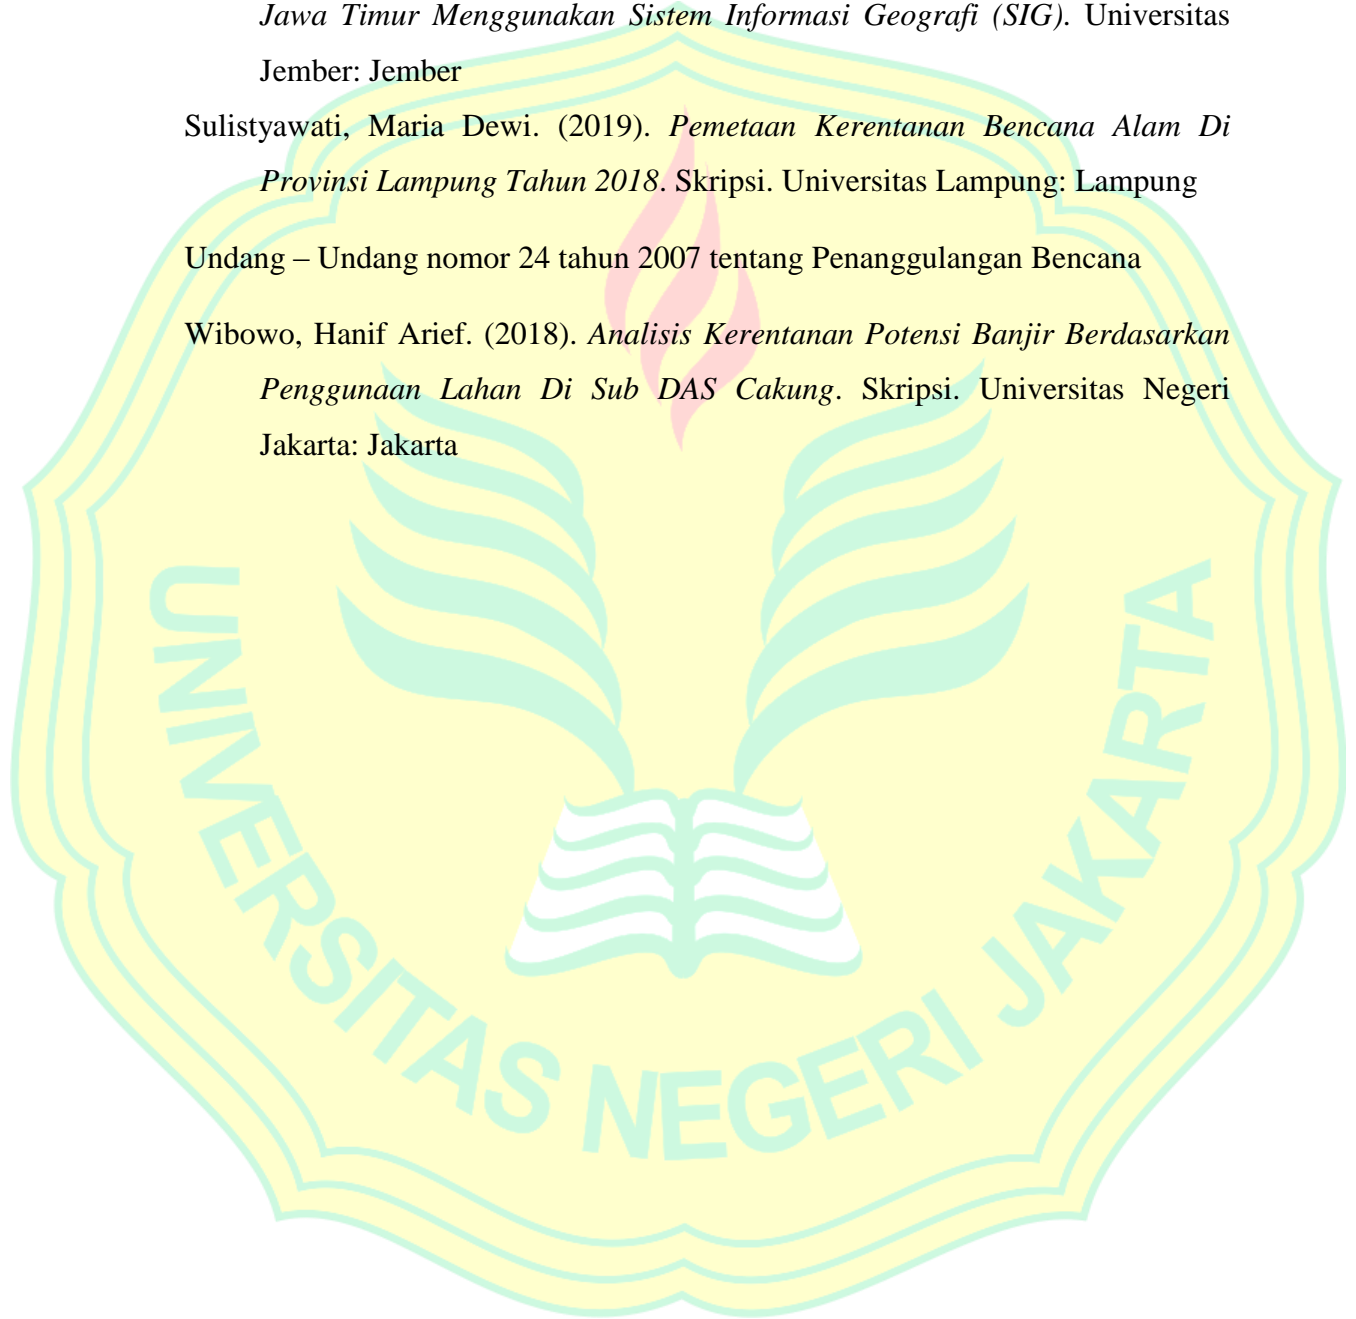 Jawa Timur Menggunakan Sistem Informasi Geografi (SIG). Universitas
Jember: Jember
Sulistyawati, Maria Dewi. (2019). Pemetaan Kerentanan Bencana Alam Di
Provinsi Lampung Tahun 2018. Skripsi. Universitas Lampung: Lampung
Undang – Undang nomor 24 tahun 2007 tentang Penanggulangan Bencana
Wibowo, Hanif Arief. (2018). Analisis Kerentanan Potensi Banjir Berdasarkan
Penggunaan Lahan Di Sub DAS Cakung. Skripsi. Universitas Negeri
Jakarta: Jakarta
UNIVERSITAS NEGERI JAKARTA